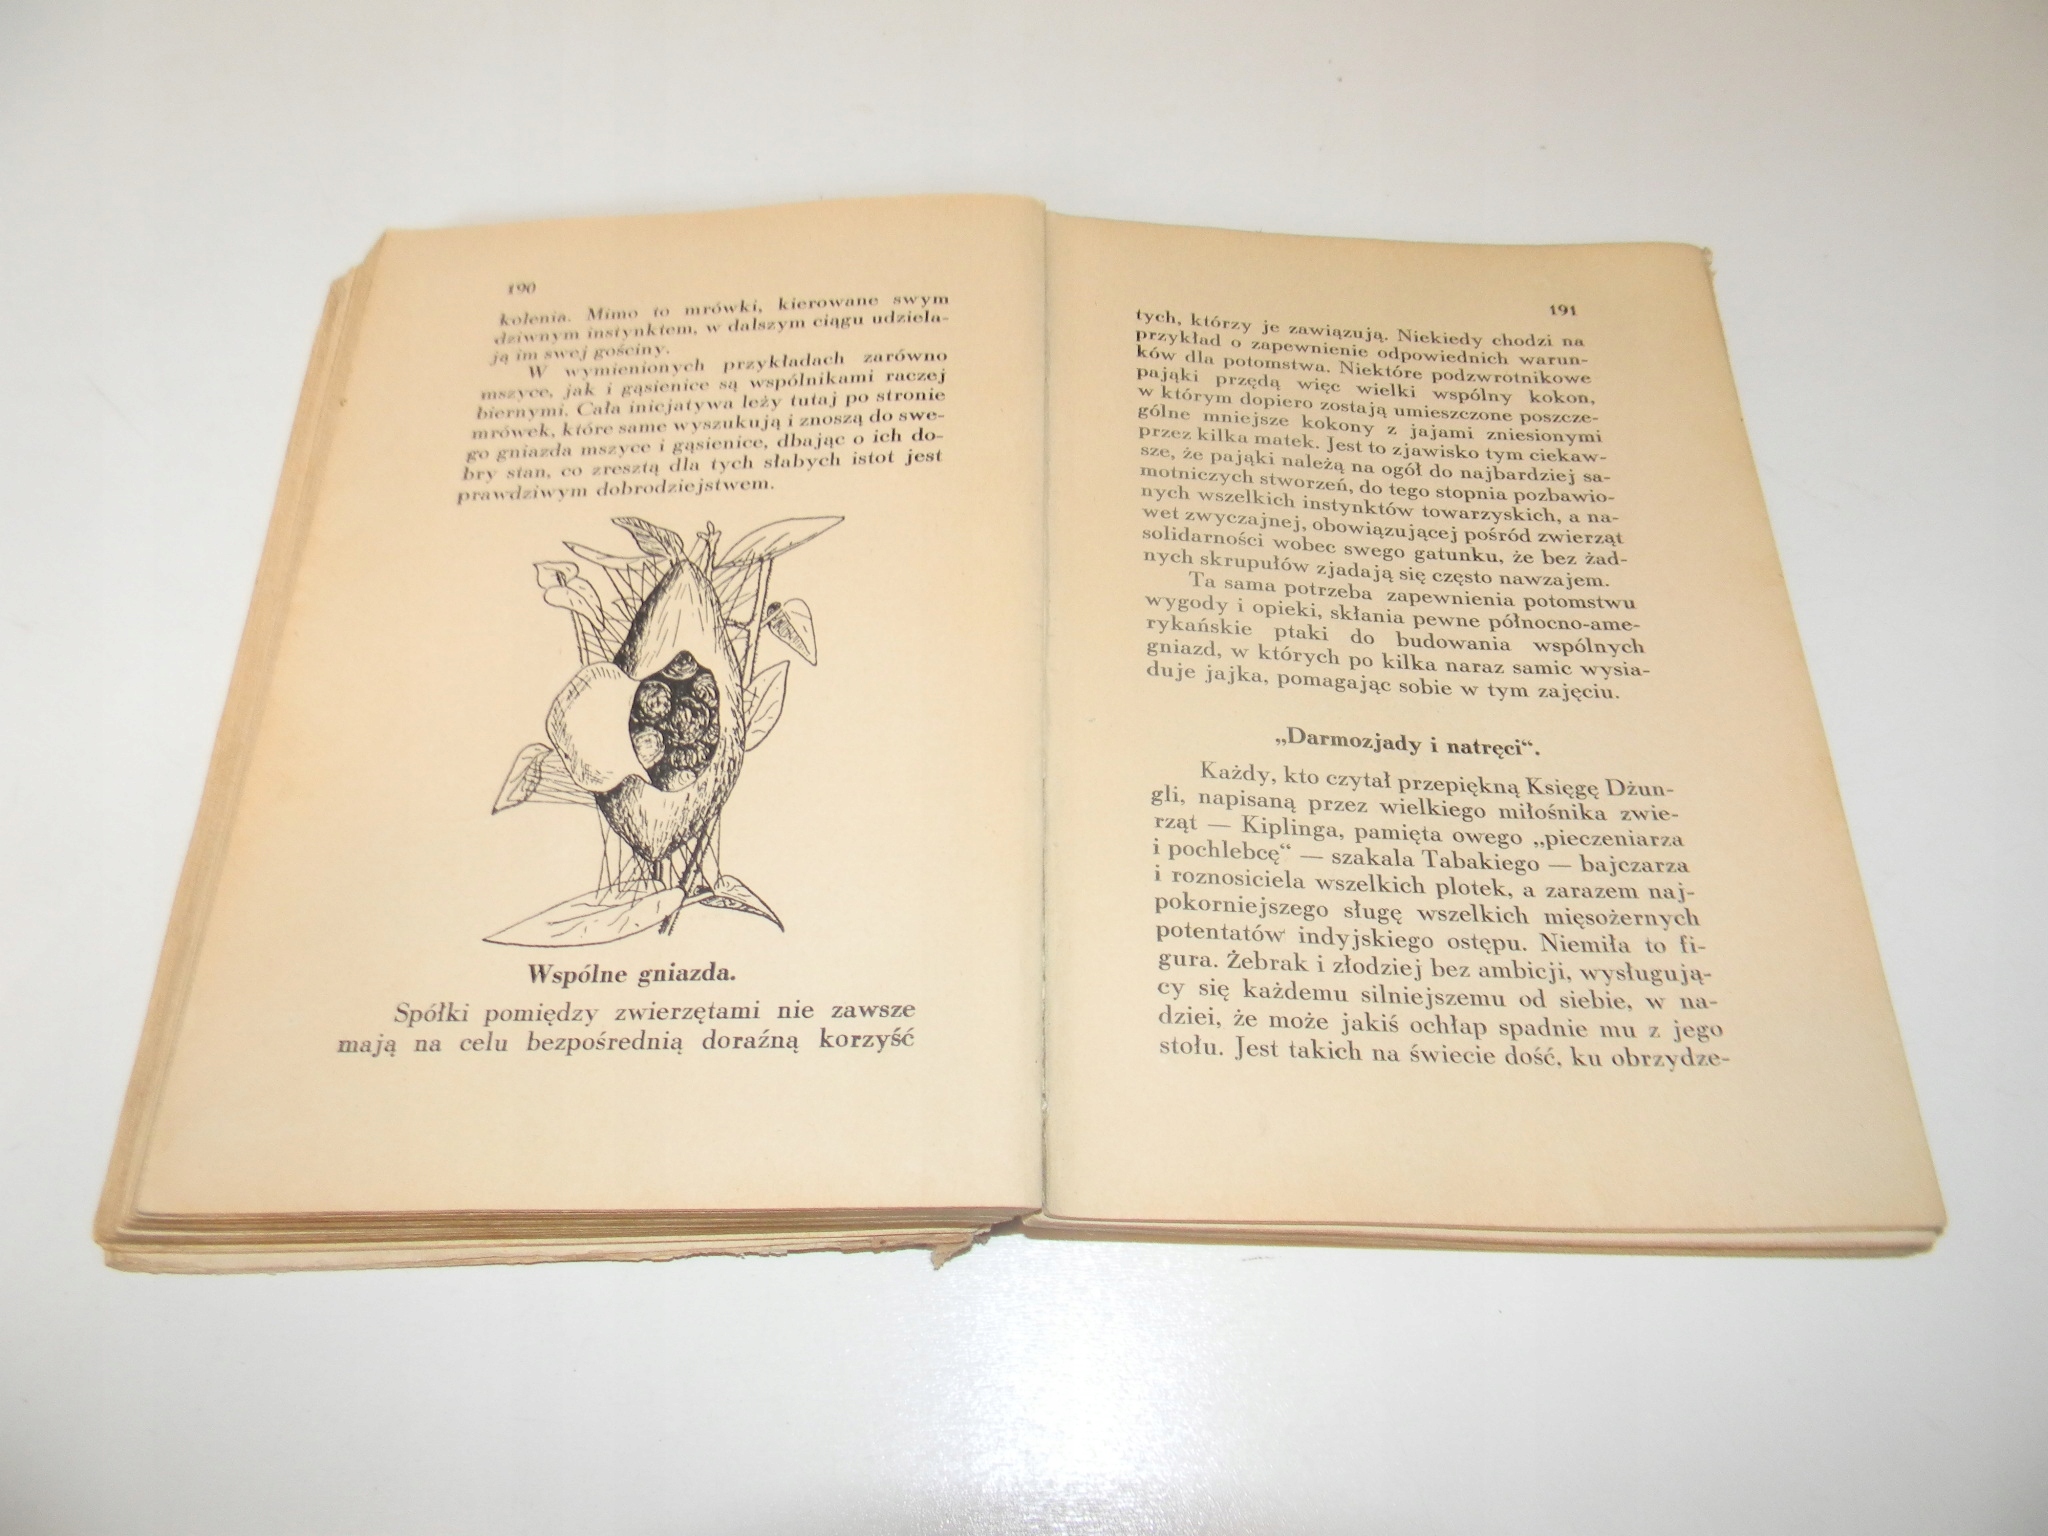 190
kolenia. Mimo to mrówki, kierowane swym
dziwnym instynktem, w dalszym ciągu udziela-
ją im swej gościny.
W wymienionych przykładach zarówno
mszyce, jak i gąsienice są wspólnikami raczej
biernymi. Cała inicjatywa leży tutaj po stronie
mrówek, które same wyszukują i znoszą do swe-
go gniazda mszyce i gąsienice, dbając o ich do-
bry stan, co zresztą dla tych słabych istot jest
prawdziwym dobrodziejstwem.
Wspólne gniazda.
Spółki pomiędzy zwierzętami nie zawsze
mają na celu bezpośrednią doraźną korzyść
191
tych, którzy je zawiązują. Niekiedy chodzi na
przykład o zapewnienie odpowiednich warun-
ków dla potomstwa. Niektóre podzwrotnikowe
pająki przędą więc wielki wspólny kokon,
w którym dopiero zostają umieszczone poszcze-
gólne mniejsze kokony z jajami zniesionymi
przez kilka matek. Jest to zjawisko tym ciekaw-
sze, że pająki należą na ogół do najbardziej sa-
motniczych stworzeń, do tego stopnia pozbawio-
nych wszelkich instynktów towarzyskich, a na-
wet zwyczajnej, obowiązującej pośród zwierząt
solidarności wobec swego gatunku, że bez żad-
nych skrupułów zjadają się często nawzajem.
Ta sama potrzeba zapewnienia potomstwu
wygody i opieki, skłania pewne północno-ame-
rykańskie ptaki do budowania wspólnych
gniazd, w których po kilka naraz samic wysia-
duje jajka, pomagając sobie w tym zajęciu.
„Darmozjady i natręci“.
Każdy, kto czytał przepiękną Księgę Dżun-
gli, napisaną przez wielkiego miłośnika zwie-
rząt — Kiplinga, pamięta owego „pieczeniarza
i pochlebcę“ — szakala Tabakiego — bajczarza
i roznosiciela wszelkich plotek, a zarazem naj-
pokorniejszego sługę wszelkich mięsożernych
potentatów indyjskiego ostępu. Niemiła to fi-
gura. Żebrak i złodziej bez ambicji, wysługują-
cy się każdemu silniejszemu od siebie, w na-
dziei, że może jakiś ochłap spadnie mu z jego
stołu. Jest takich na świecie dość, ku obrzydze-